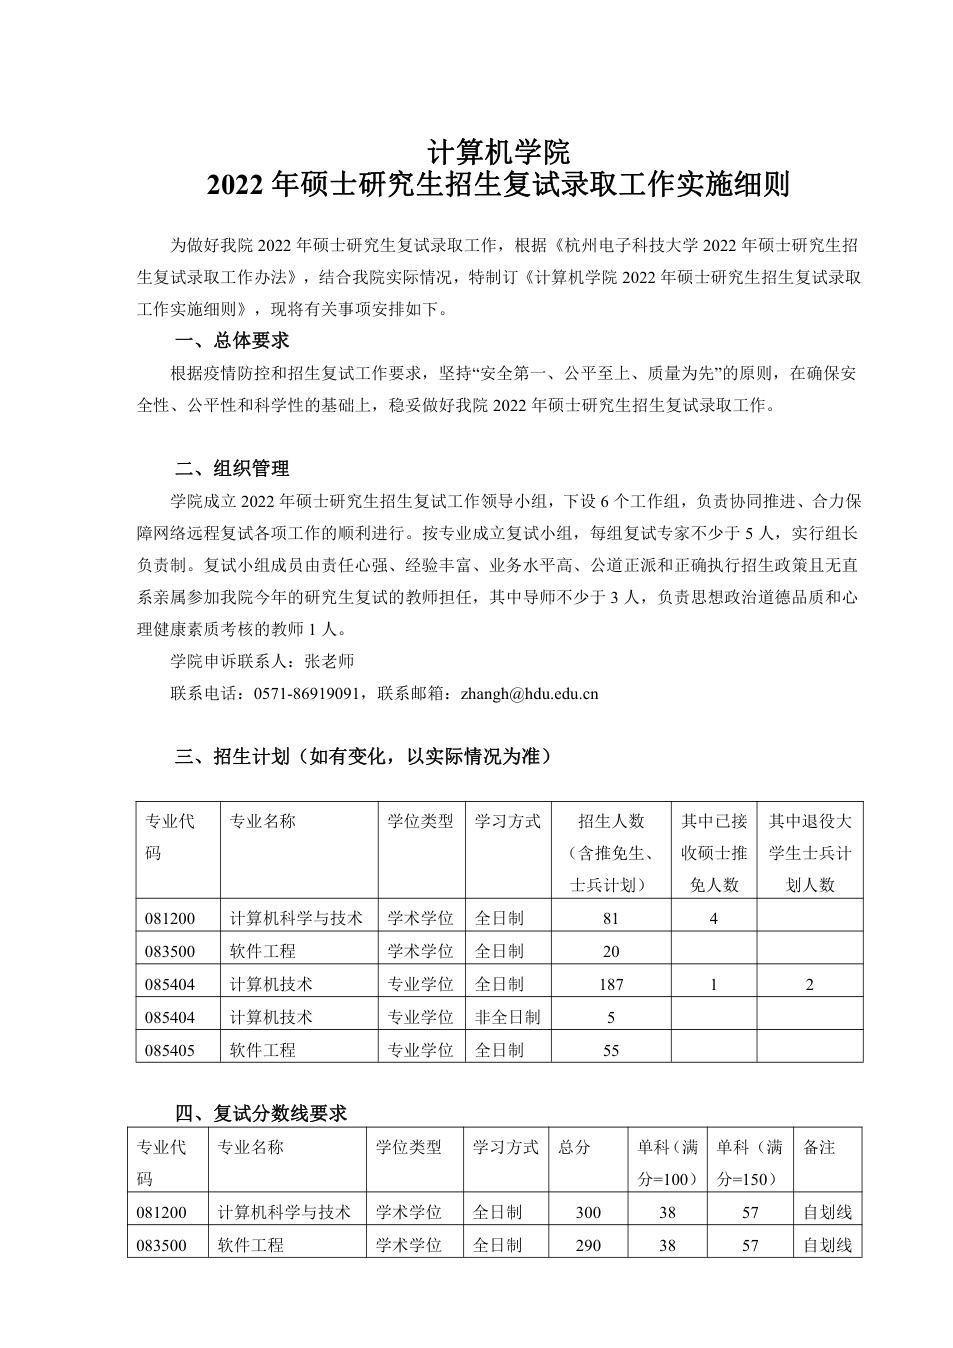 计算机学院
2022 年硕士研究生招生复试录取工作实施细则
为做好我院 2022 年硕士研究生复试录取工作，根据《杭州电子科技大学 2022 年硕士研究生招
生复试录取工作办法》，结合我院实际情况，特制订《计算机学院 2022 年硕士研究生招生复试录取
工作实施细则》，现将有关事项安排如下。
一、总体要求
根据疫情防控和招生复试工作要求，坚持“安全第一、公平至上、质量为先”的原则，在确保安
全性、公平性和科学性的基础上，稳妥做好我院 2022 年硕士研究生招生复试录取工作。
二、组织管理
学院成立 2022 年硕士研究生招生复试工作领导小组，下设 6 个工作组，负责协同推进、合力保
障网络远程复试各项工作的顺利进行。按专业成立复试小组，每组复试专家不少于 5 人，实行组长
负责制。复试小组成员由责任心强、经验丰富、业务水平高、公道正派和正确执行招生政策且无直
系亲属参加我院今年的研究生复试的教师担任，其中导师不少于 3 人，负责思想政治道德品质和心
理健康素质考核的教师 1 人。
学院申诉联系人：张老师
联系电话：0571-86919091，联系邮箱：zhangh@hdu.edu.cn
三、招生计划（如有变化，以实际情况为准）
专业代 专业名称 学位类型 学习方式 招生人数 其中已接 其中退役大
码 （含推免生、 收硕士推 学生士兵计
士兵计划） 免人数 划人数
081200 计算机科学与技术 学术学位 全日制 81 4
083500 软件工程 学术学位 全日制 20
085404 计算机技术 专业学位 全日制 187 1 2
085404 计算机技术 专业学位 非全日制 5
085405 软件工程 专业学位 全日制 55
四、复试分数线要求
专业代 专业名称 学位类型 学习方式 总分 单科（满 单科（满 备注
码 分=100） 分=150）
081200 计算机科学与技术 学术学位 全日制 300 38 57 自划线
083500 软件工程 学术学位 全日制 290 38 57 自划线